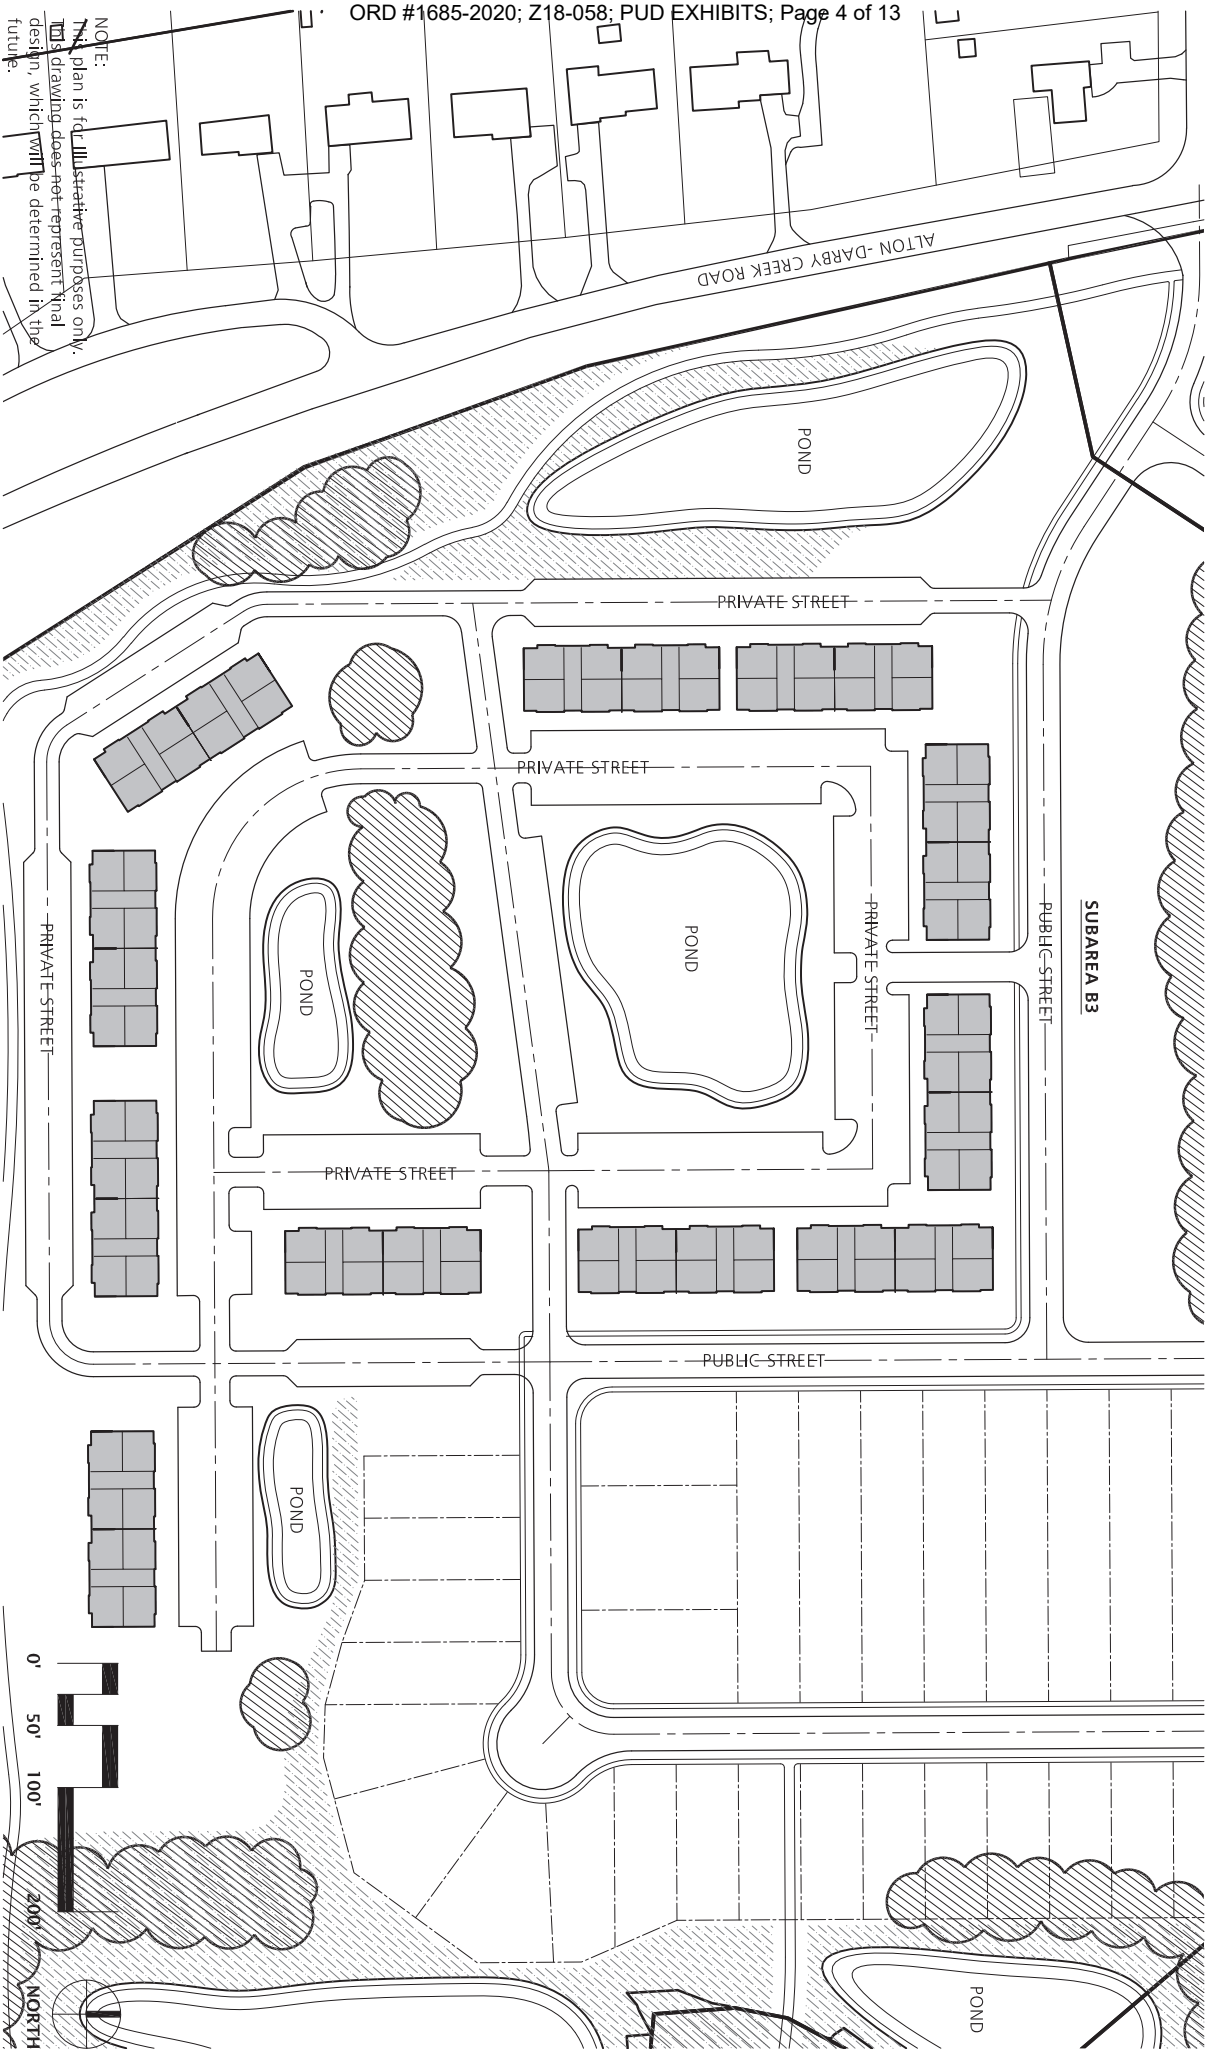 ORD #1685-2020; Z18-058; PUD EXHIBITS; Page 4 of 13
NOTE:
This plan is for illustrative purposes only.
This drawing does not represent final
design, which will be determined in the
future.
ALTON-DARBY CREEK ROAD
POND
PRIVATE STREET
PRIVATE STREET
SUBAREA B3
PUBLIC STREET
PRIVATE STREET
POND
POND
PRIVATE STREET
PRIVATE STREET
PUBLIC STREET
POND
0' 50' 100' 200'
NORTH
POND